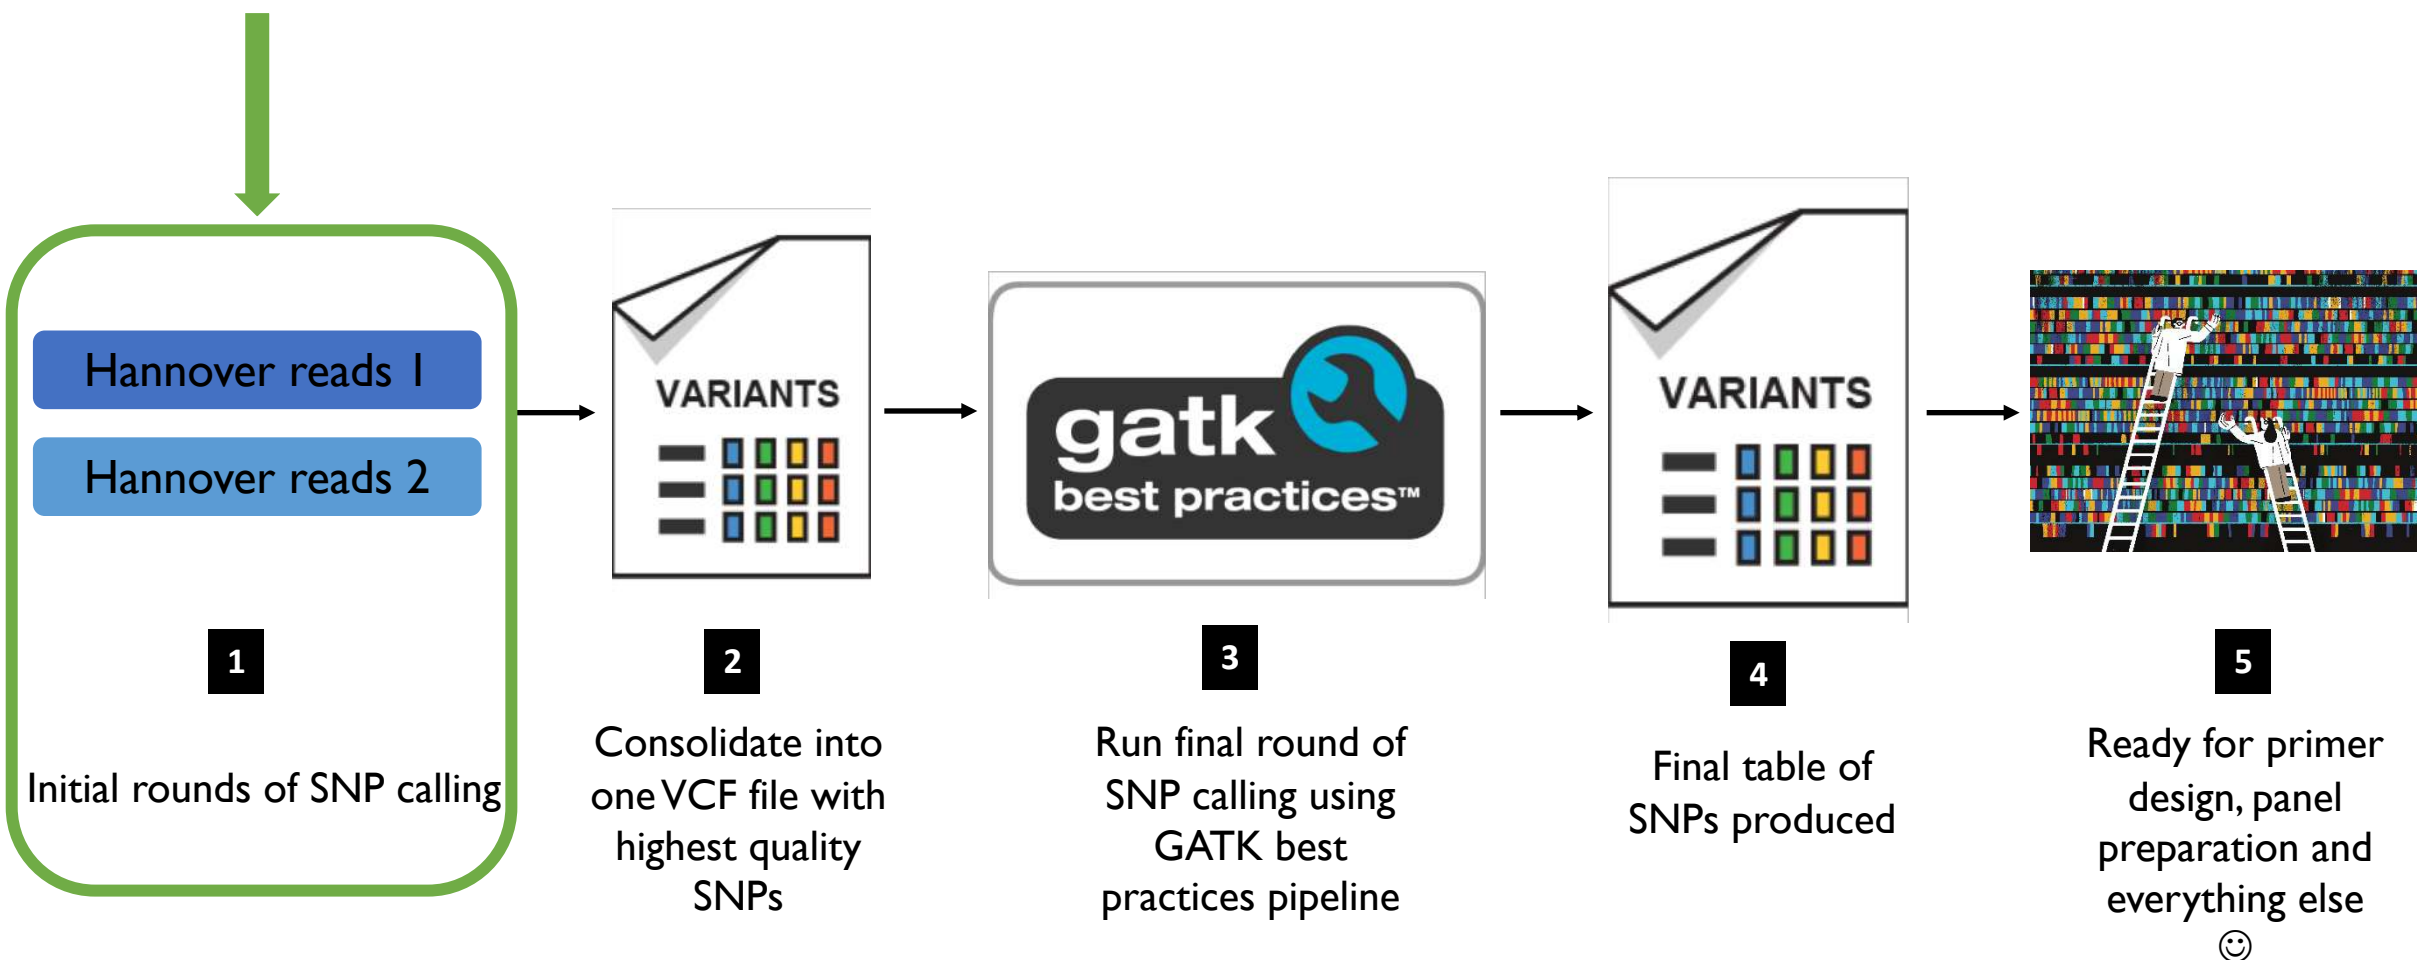 Hannover reads 1
Hannover reads 2
1
Initial rounds of SNP calling
VARIANTS
2
Consolidate into
one VCF file with
highest quality
SNPs
gatk
best practices™
3
Run final round of
SNP calling using
GATK best
practices pipeline
VARIANTS
4
Final table of
SNPs produced
5
Ready for primer
design, panel
preparation and
everything else
☺